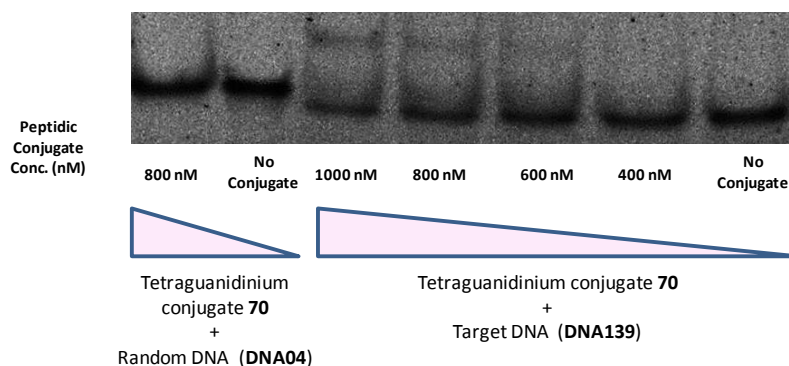 Peptidic
Conjugate
Conc. (nM)
800 nM
No
Conjugate
1000 nM
800 nM
600 nM
400 nM
No
Conjugate
Tetraguanidinium
conjugate 70
+
Random DNA (DNA04)
Tetraguanidinium conjugate 70
+
Target DNA (DNA139)